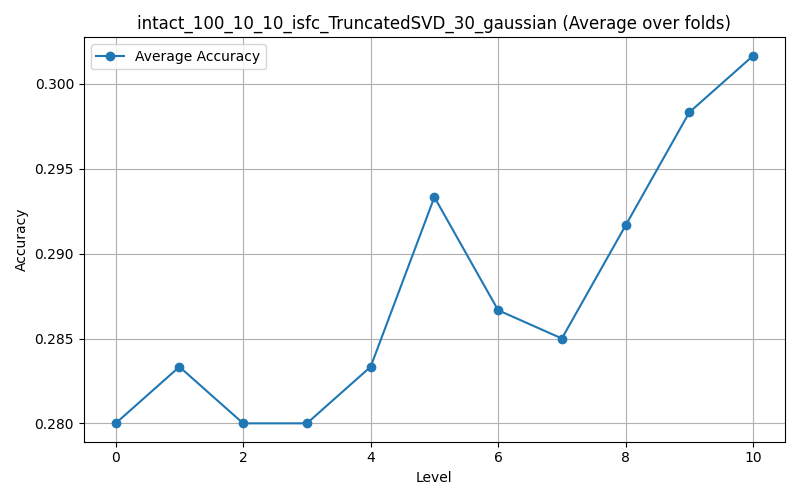 intact_100_10_10_isfc_TruncatedSVD_30_gaussian (Average over folds)
Average Accuracy
0.300
0.295
0.290
0.285
0.280
Accuracy
0 2 4 6 8 10
Level